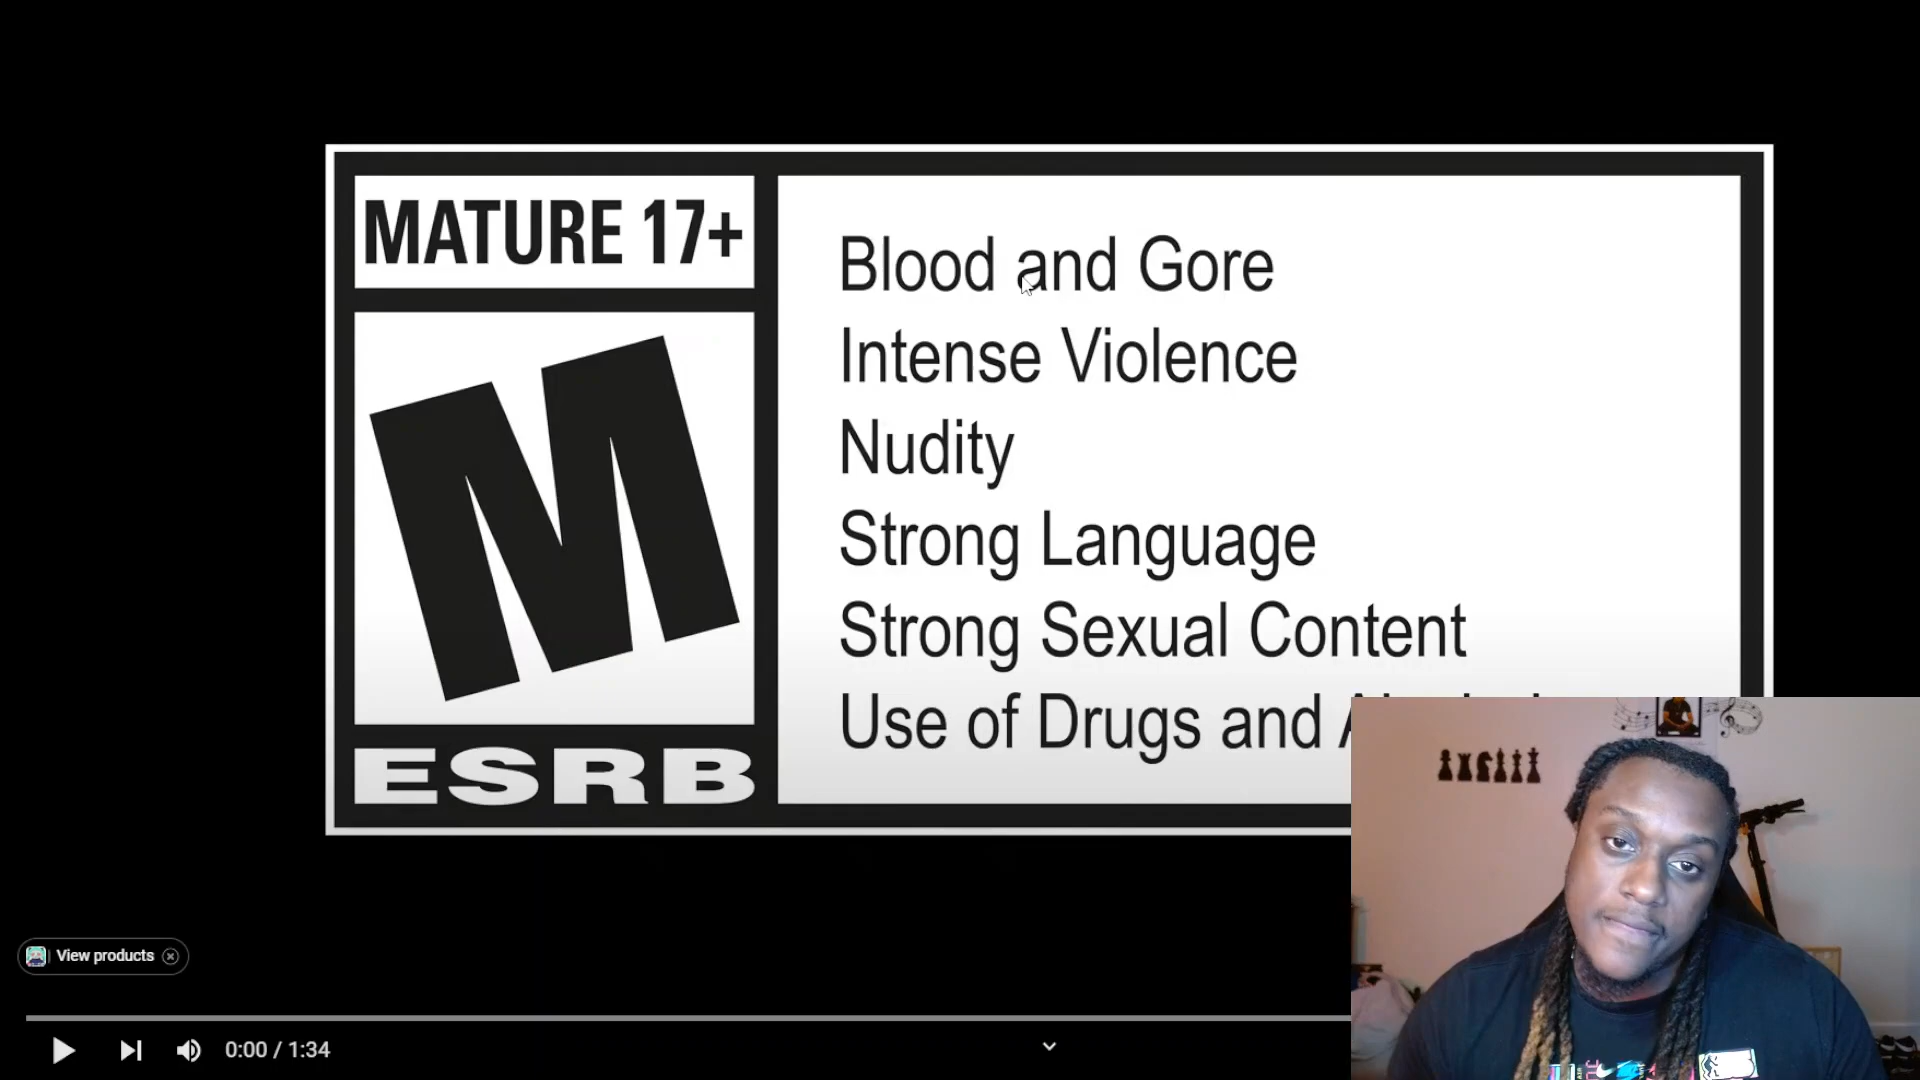 MATURE 17+
M
ESRB
Blood and Gore
Intense Violence
Nudity
Strong Language
Strong Sexual Content
Use of Drugs and
View products
0:00 / 1:34